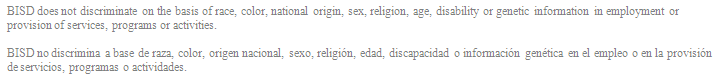 BISD does not discriminate on the basis of race, color, national origin, sex, religion, age, disability or genetic information in employment or
provision of services, programs or activities.
BISD no discrimina a base de raza, color, origen nacional, sexo, religión, edad, discapacidad o información genética en el empleo o en la provisión
de servicios, programas o actividades.